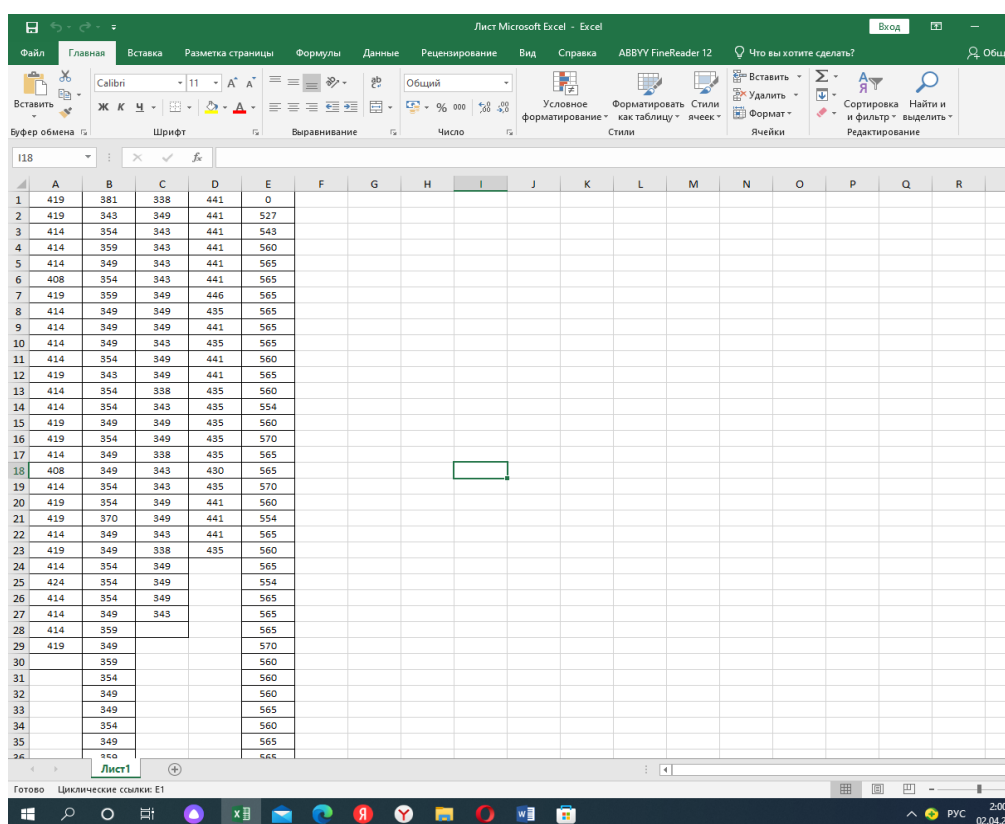 Лист Microsoft Excel - Excel Вход
Файл Главная Вставка Разметка страницы Формулы Данные Рецензирование Вид Справка ABBYY FineReader 12 Что вы хотите сделать? Общ
Вставить
Calibri 11 A A
Ж К Ч A
ab
Общий
% 000
Условное форматирование
Форматировать как таблицу
Стили ячеек
Вставить
Удалить
Формат
Сортировка и фильтр
Найти и выделить
Буфер обмена Шрифт Выравнивание Число Стили Ячейки Редактирование
I18 fx
A B C D E F G H I J K L M N O P Q R
1 419 381 338 441 0
2 419 343 349 441 527
3 414 354 343 441 543
4 414 359 343 441 560
5 414 349 343 441 565
6 408 354 343 441 565
7 419 359 349 446 565
8 414 349 349 435 565
9 414 349 349 441 565
10 414 349 343 435 565
11 414 354 349 441 560
12 419 343 349 441 565
13 414 354 338 435 560
14 414 354 343 435 554
15 419 349 349 435 560
16 419 354 349 435 570
17 414 349 338 435 565
18 408 349 343 430 565
19 414 354 343 435 570
20 419 354 349 441 560
21 419 370 349 441 554
22 414 349 343 441 565
23 419 349 338 435 560
24 414 354 349 565
25 424 354 349 554
26 414 354 349 565
27 414 349 343 565
28 414 359 565
29 419 349 570
30 359 560
31 354 560
32 349 560
33 349 565
34 354 560
35 349 565
36 359 565
Лист1
Готово Циклические ссылки: E1
РУС 2:00
02.04.2